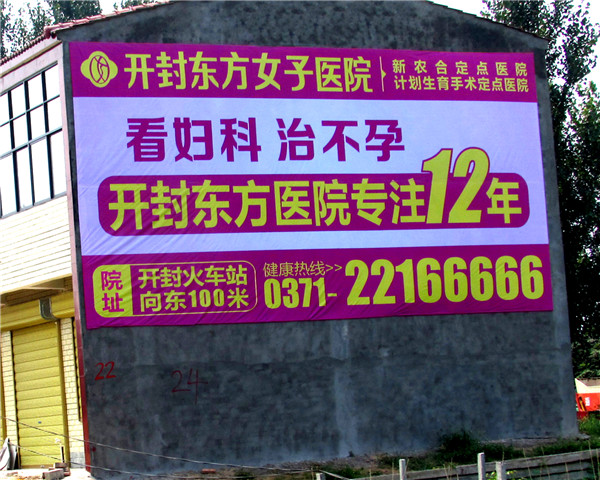 开封东方女子医院
新农合定点医院
计划生育手术定点医院
看妇科 治不孕
开封东方医院专注12年
院址
开封火车站
向东100米
健康热线>>
0371-22166666
22
24